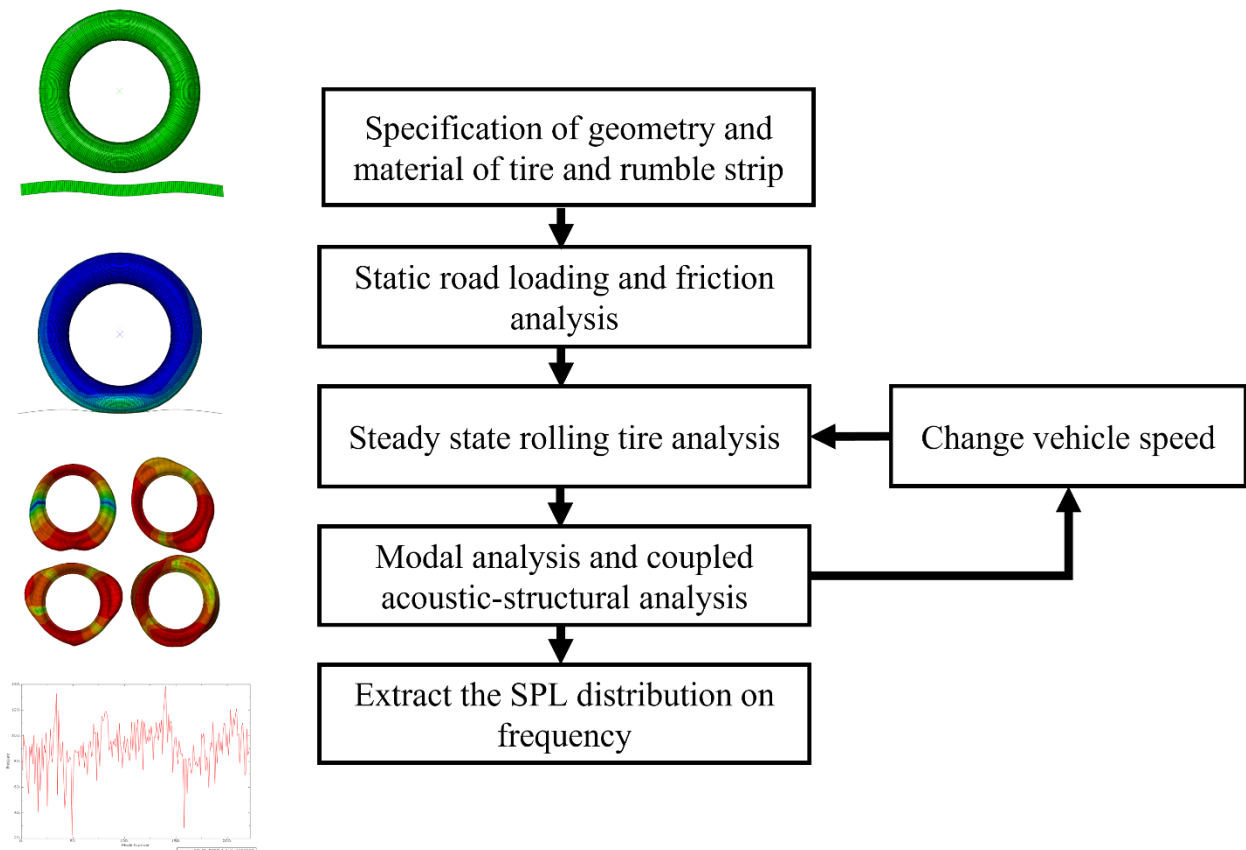 Specification of geometry and
material of tire and rumble strip
Static road loading and friction
analysis
Steady state rolling tire analysis
Change vehicle speed
Modal analysis and coupled
acoustic-structural analysis
Extract the SPL distribution on
frequency